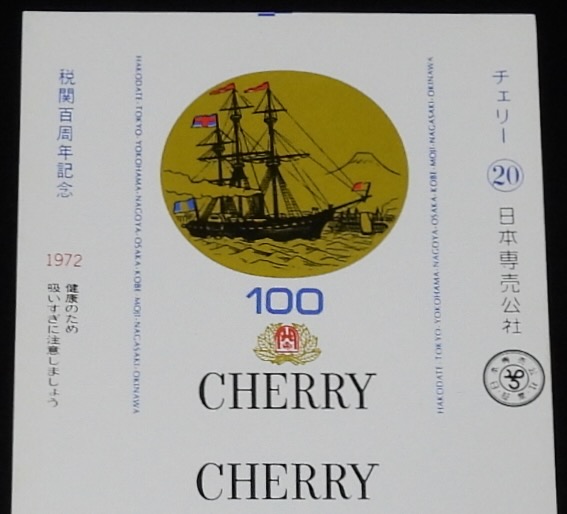 税関百周年記念
1972
健康のため
吸いすぎに注意しましょう
HAKODATE·TOKYO·YOKOHAMA·NAGOYA·OSAKA·KOBE·MOJI·NAGASAKI·OKINAWA
100
CHERRY
CHERRY
HAKODATE·TOKYO·YOKOHAMA·NAGOYA·OSAKA·KOBE·MOJI·NAGASAKI·OKINAWA
チェリー
20
日本専売公社